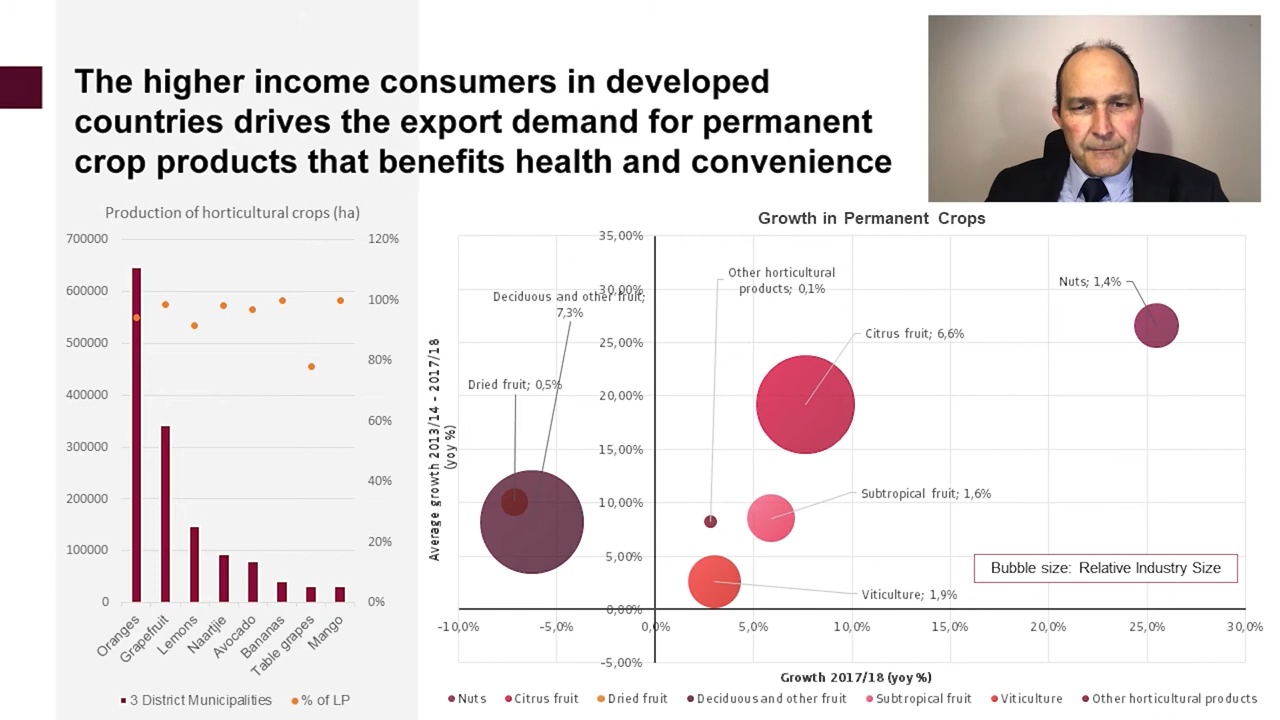 The higher income consumers in developed
countries drives the export demand for permanent
crop products that benefits health and convenience
Production of horticultural crops (ha)
700000
600000
500000
400000
300000
200000
100000
0
120%
100%
80%
60%
40%
20%
0%
Oranges
Grapefruit
Lemons
Naartjie
Avocado
Bananas
Table grapes
Mango
3 District Municipalities
% of LP
Growth in Permanent Crops
Average growth 2013/14 - 2017/18
(yoy %)
35,00%
30,00%
25,00%
20,00%
15,00%
10,00%
5,00%
0,00%
-5,00%
Other horticultural
products; 0,1%
Nuts; 1,4%
Deciduous and other fruit;
7,3%
Citrus fruit; 6,6%
Dried fruit; 0,5%
Subtropical fruit; 1,6%
Bubble size: Relative Industry Size
Viticulture; 1,9%
-10,0%
-5,0%
0,0%
5,0%
10,0%
15,0%
20,0%
25,0%
30,0%
Growth 2017/18 (yoy %)
Nuts
Citrus fruit
Dried fruit
Deciduous and other fruit
Subtropical fruit
Viticulture
Other horticultural products